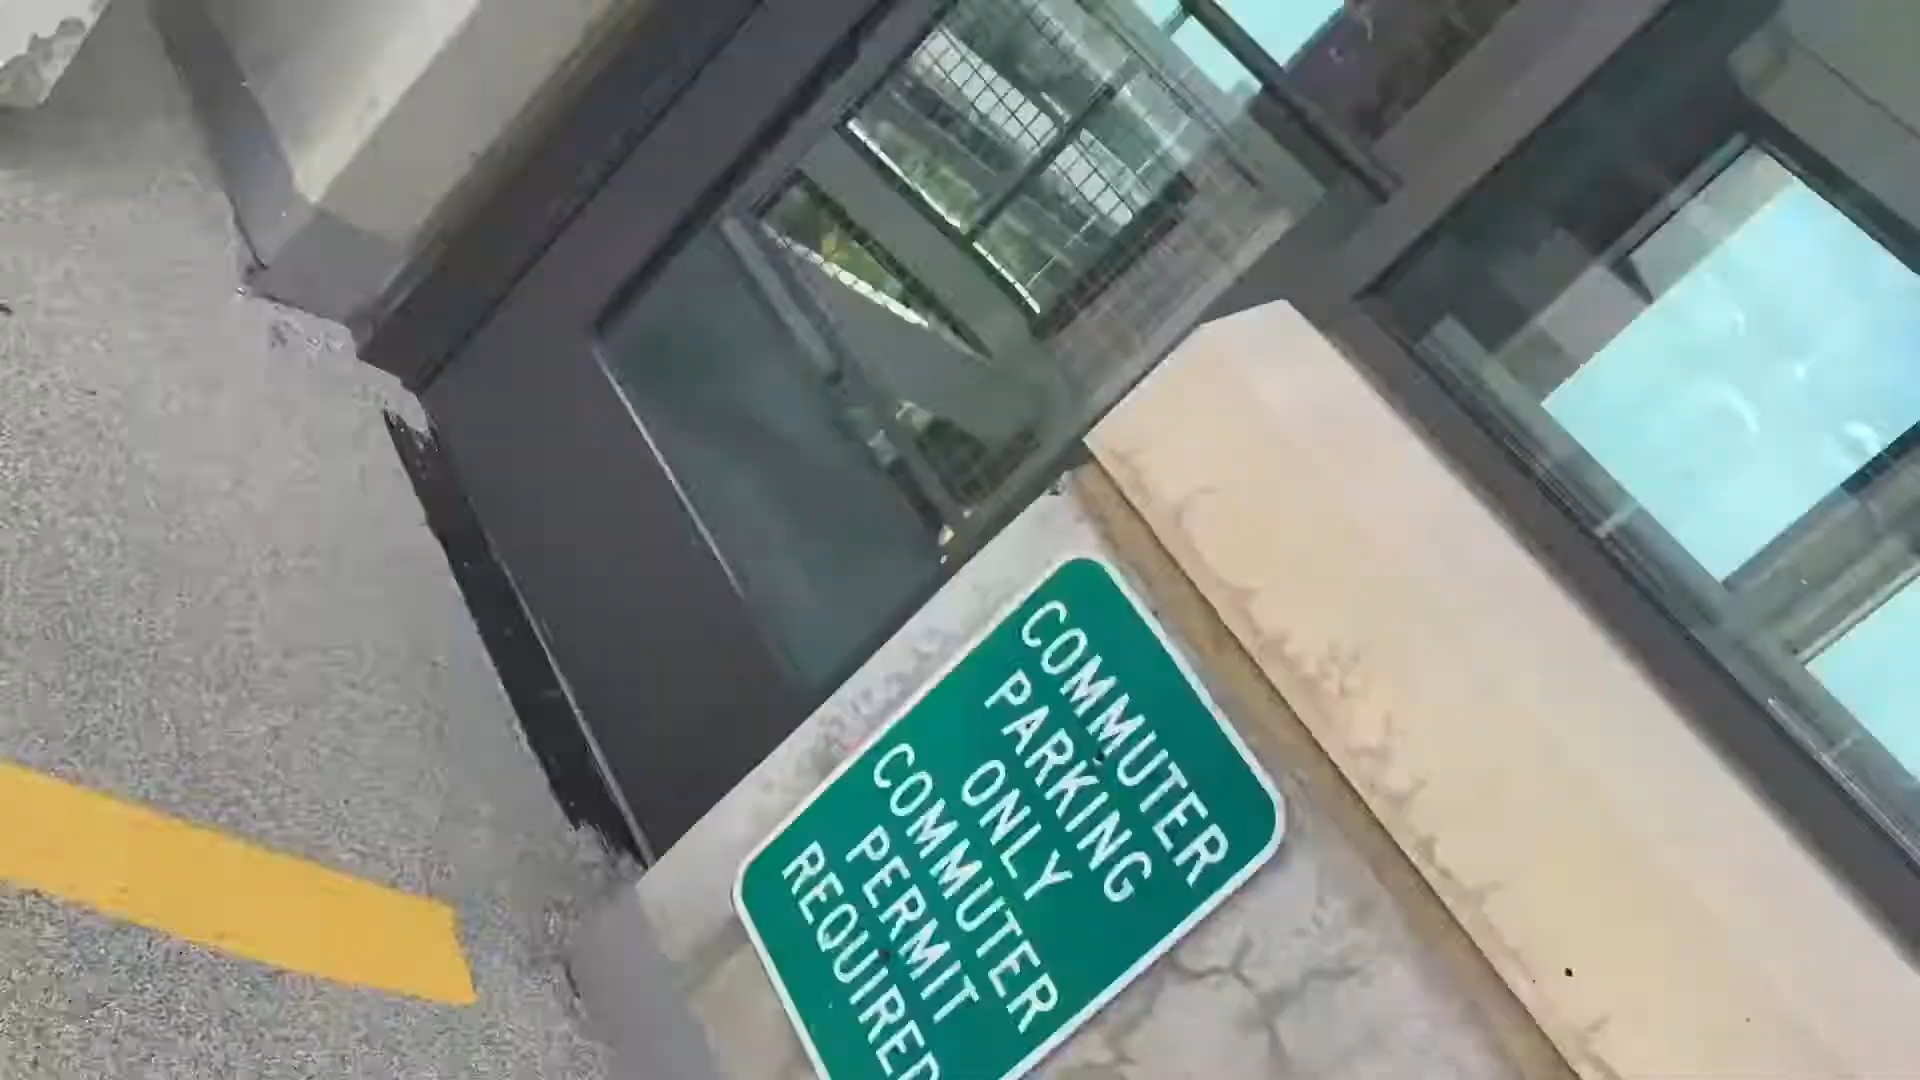 COMMUTER
PARKING
ONLY
COMMUTER
PERMIT
REQUIRED